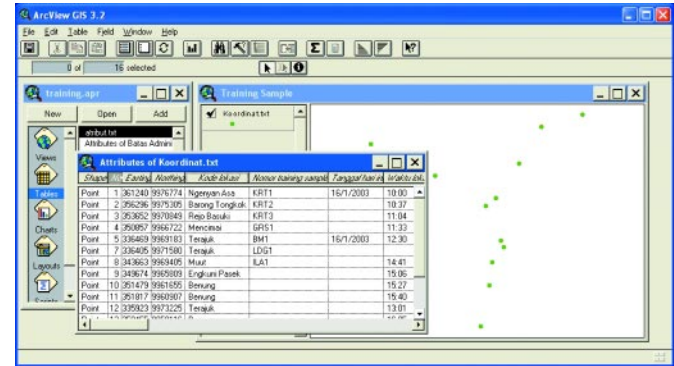 ArcView GIS 3.2
File Edit Table Field Window Help
0 of 16 selected
training.apr
New Open Add
atribut.txt
Attributes of Batas Admini
Views
Tables
Charts
Layouts
Scripts
Training Sample
Koordinat.txt
Attributes of Koordinat.txt
Shape Easting Northing Kode lokasi Nomor training sample Tanggal/hari Waktu
Point 1 361240 9976774 Ngenyan Asa KRT1 16/1/2003 10:00
Point 2 356296 9975305 Barong Tongkok KRT2 10:37
Point 3 353652 9970849 Rejo Basuki KRT3 11:04
Point 4 350857 9966722 Mencimai GRS1 11:33
Point 5 336469 9969183 Terajuk BM1 16/1/2003 12:30
Point 7 336405 9971580 Terajuk LDG1
Point 8 343663 9969405 Muut ILA1 14:41
Point 9 349674 9965809 Engkuni Pasek 15:06
Point 10 351479 9961655 Benung 15:27
Point 11 351817 9960907 Benung 15:40
Point 12 335923 9973225 Terajuk 13:01